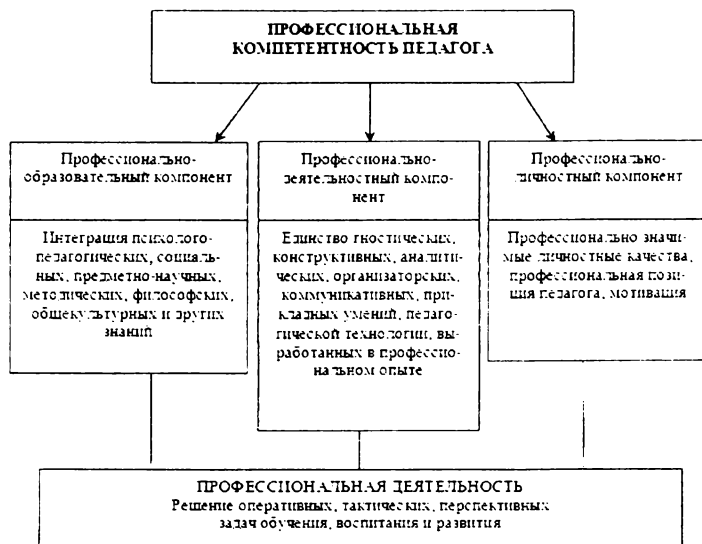 ПРОФЕССИОНАЛЬНАЯ
КОМПЕТЕНТНОСТЬ ПЕДАГОГА
Профессионально-
образовательный компонент
Интеграция психолого-
педагогических, социаль-
ных, предметно-научных,
методических, философских,
общекультурных и других
знаний
Профессионально-
деятельностный компо-
нент
Единство гностических,
конструктивных, аналити-
ческих, организаторских,
коммуникативных, при-
кладных умений, педаго-
гической технологии, вы-
работанных в профессио-
нальном опыте
Профессионально-
личностный компонент
Профессионально значи-
мые личностные качества,
профессиональная пози-
ция педагога, мотивация
ПРОФЕССИОНАЛЬНАЯ ДЕЯТЕЛЬНОСТЬ
Решение оперативных, тактических, перспективных
задач обучения, воспитания и развития